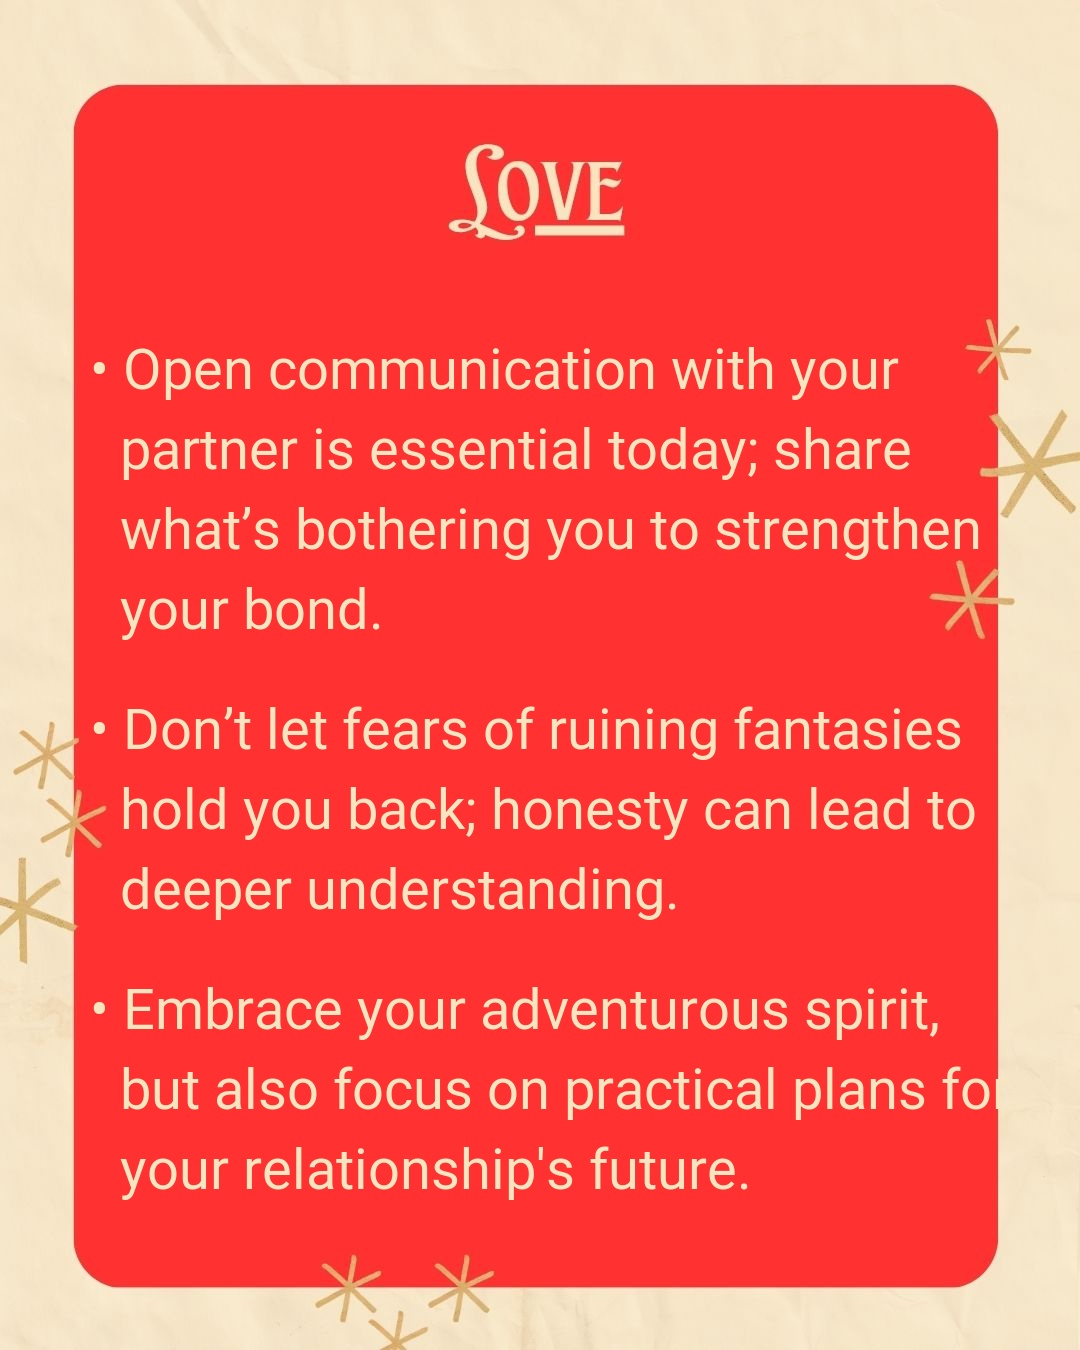 Love
• Open communication with your
partner is essential today; share
what’s bothering you to strengthen
your bond.
• Don’t let fears of ruining fantasies
hold you back; honesty can lead to
deeper understanding.
• Embrace your adventurous spirit,
but also focus on practical plans for
your relationship's future.